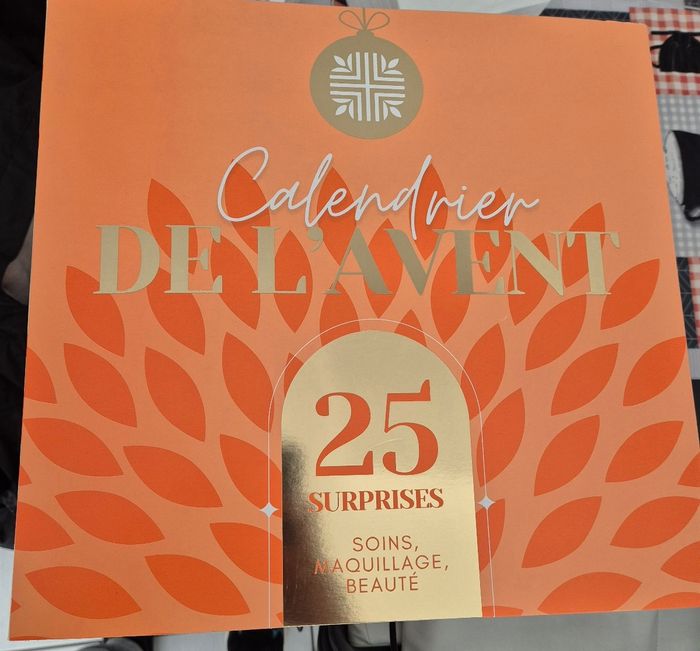 Calendrier
DE L'AVENT
25
SURPRISES
SOINS,
MAQUILLAGE,
BEAUTÉ